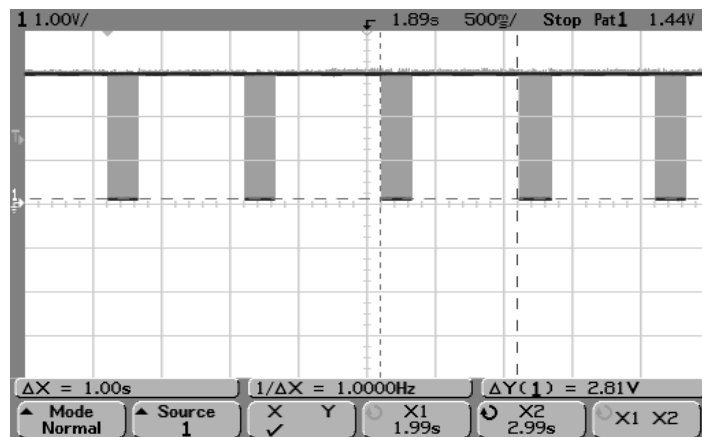 1 1.00V/ 1.89s 500ms/ Stop Pat1 1.44V
T
1
ΔX = 1.00s 1/ΔX = 1.0000Hz ΔY(1) = 2.81V
Mode Source X Y X1 X2 X1 X2
Normal 1 ✓ 1.99s 2.99s